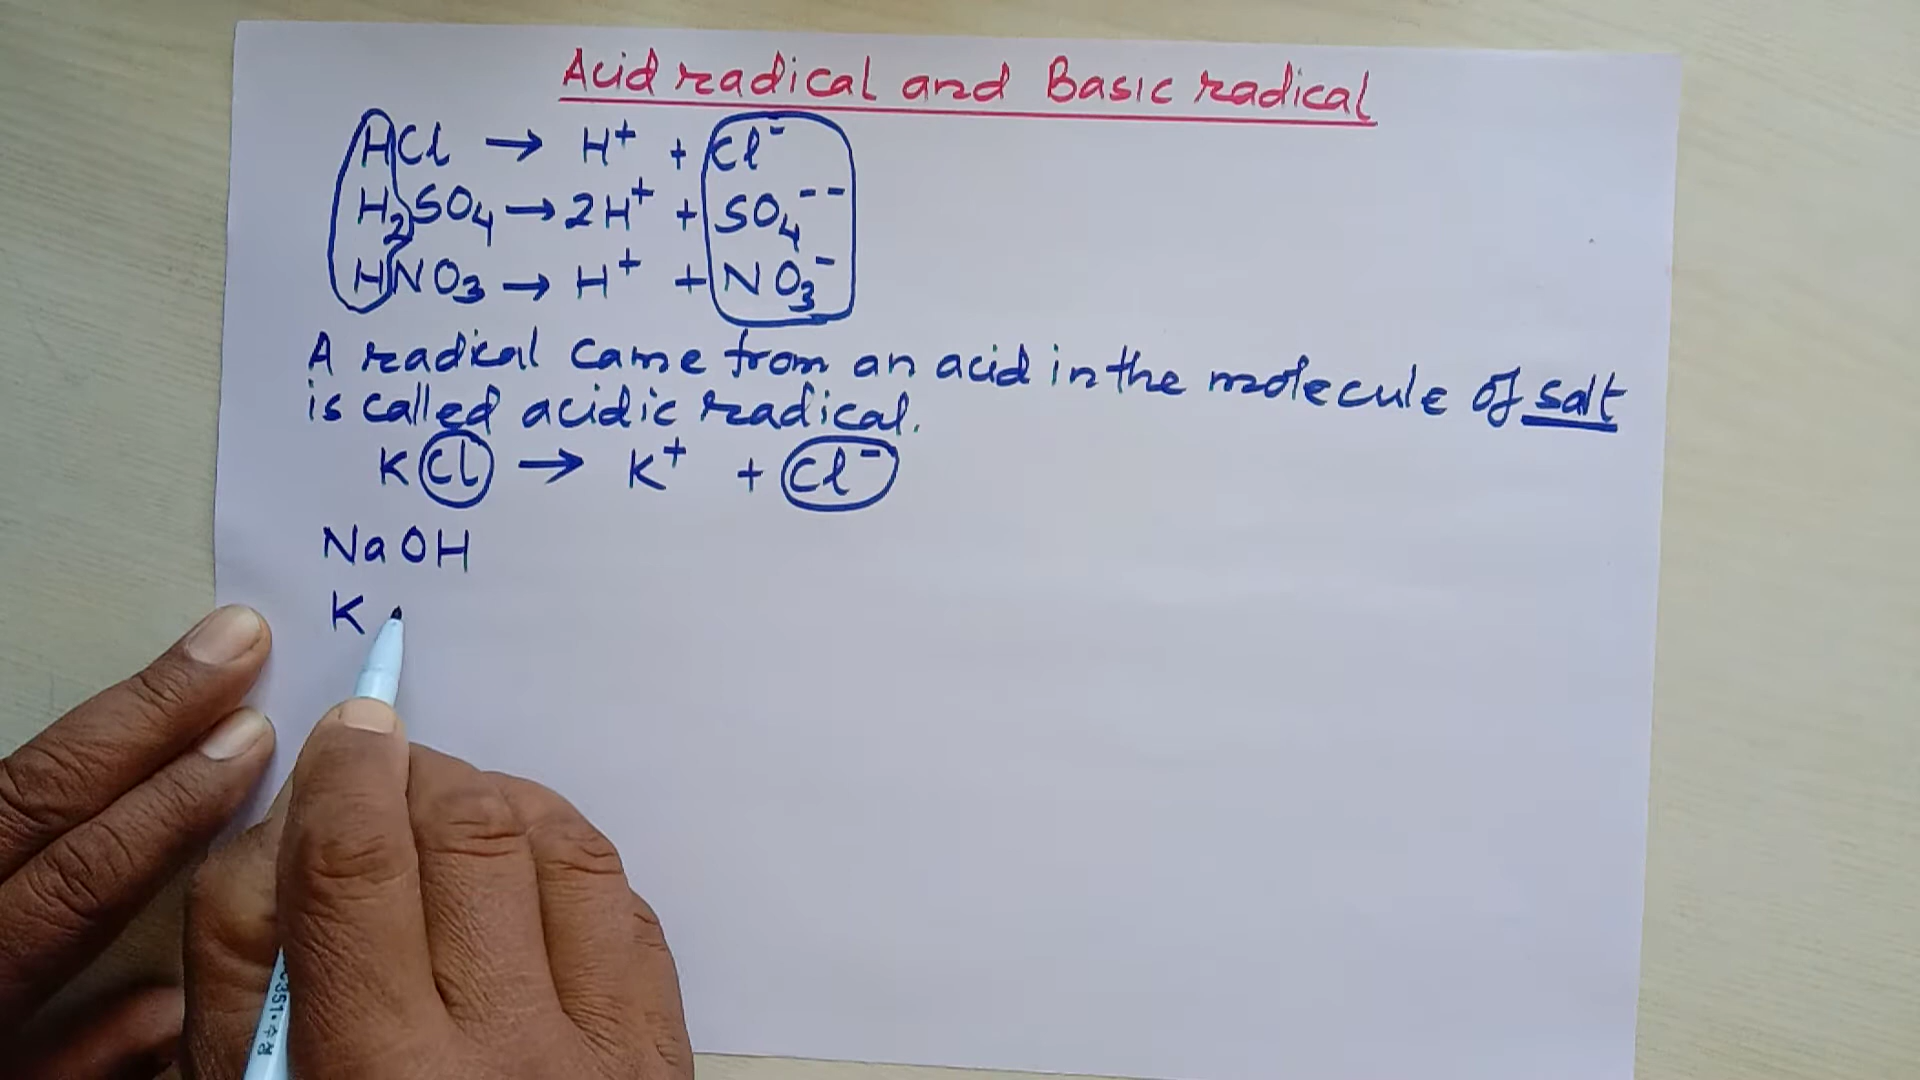 Acid radical and Basic radical
HCl → H⁺ + Cl⁻
H₂SO₄ → 2H⁺ + SO₄⁻⁻
HNO₃ → H⁺ + NO₃⁻
A radical came from an acid in the molecule of salt
is called acidic radical.
KCl → K⁺ + Cl⁻
NaOH
K